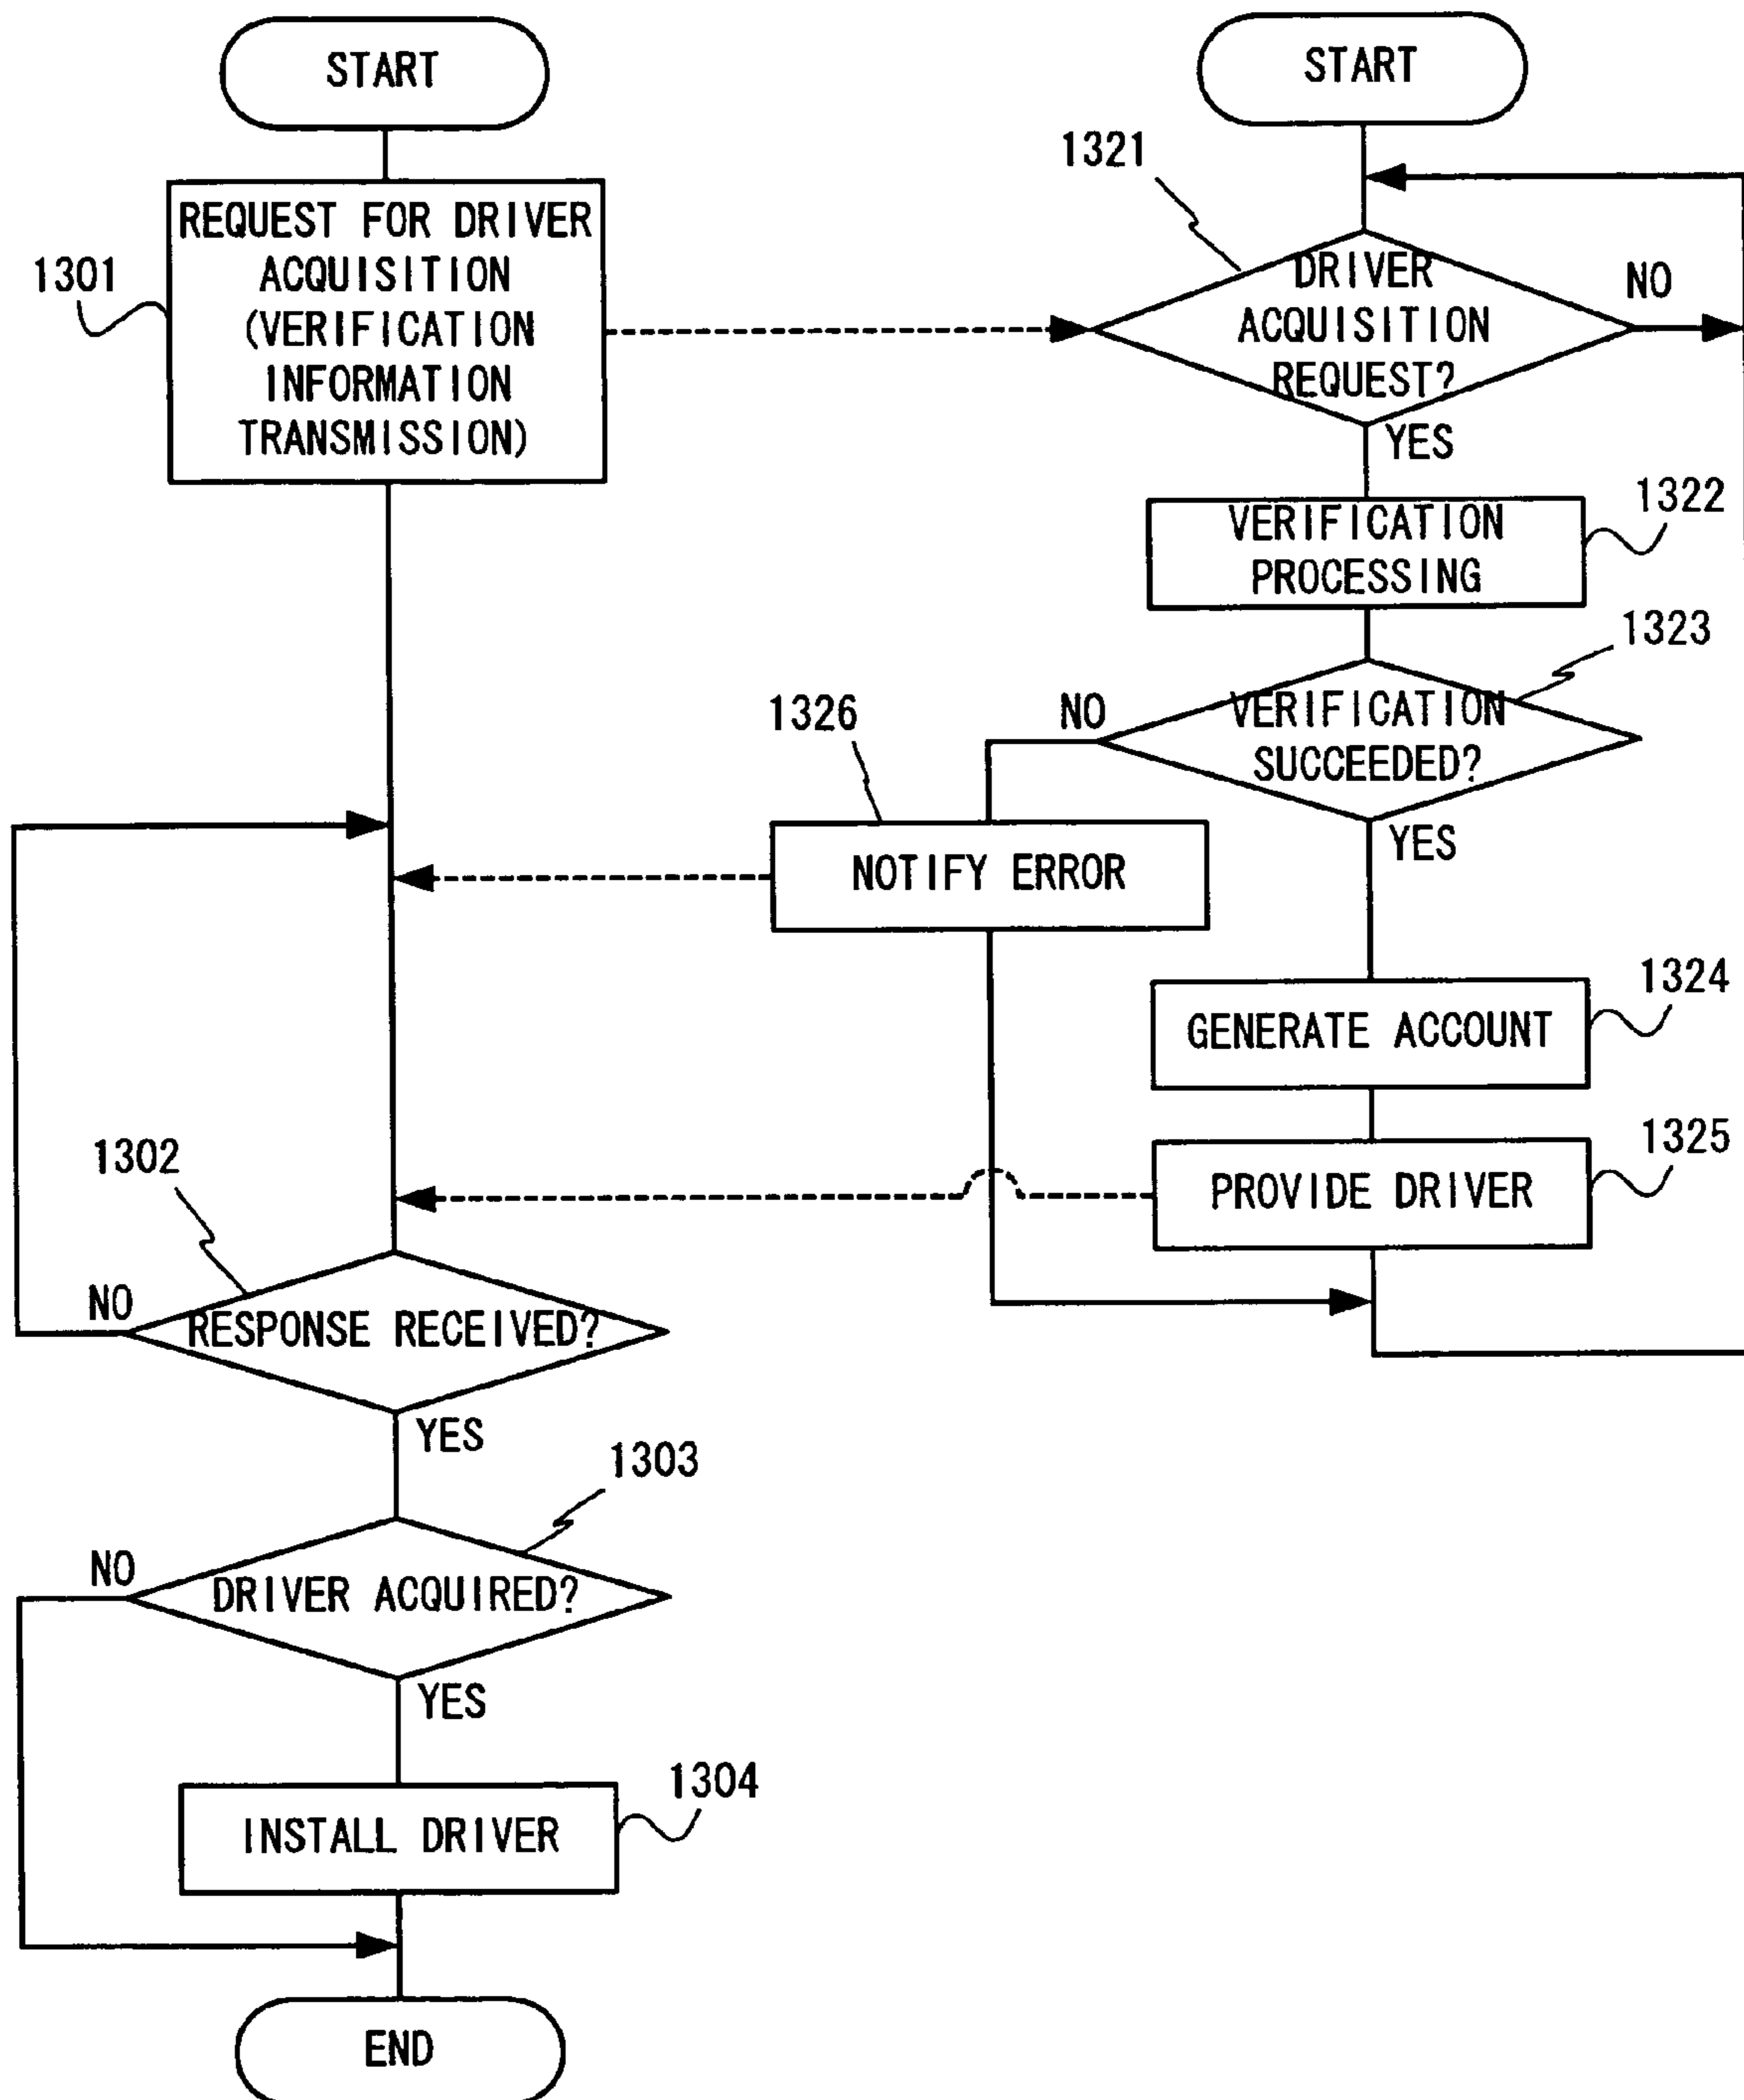 START
1301
REQUEST FOR DRIVER
ACQUISITION
(VERIFICATION
INFORMATION
TRANSMISSION)
1302
NO
RESPONSE RECEIVED?
YES
1303
NO
DRIVER ACQUIRED?
YES
1304
INSTALL DRIVER
END
START
1321
DRIVER
ACQUISITION
REQUEST?
NO
YES
1322
VERIFICATION
PROCESSING
1323
VERIFICATION
SUCCEEDED?
NO
YES
1326
NOTIFY ERROR
1324
GENERATE ACCOUNT
1325
PROVIDE DRIVER